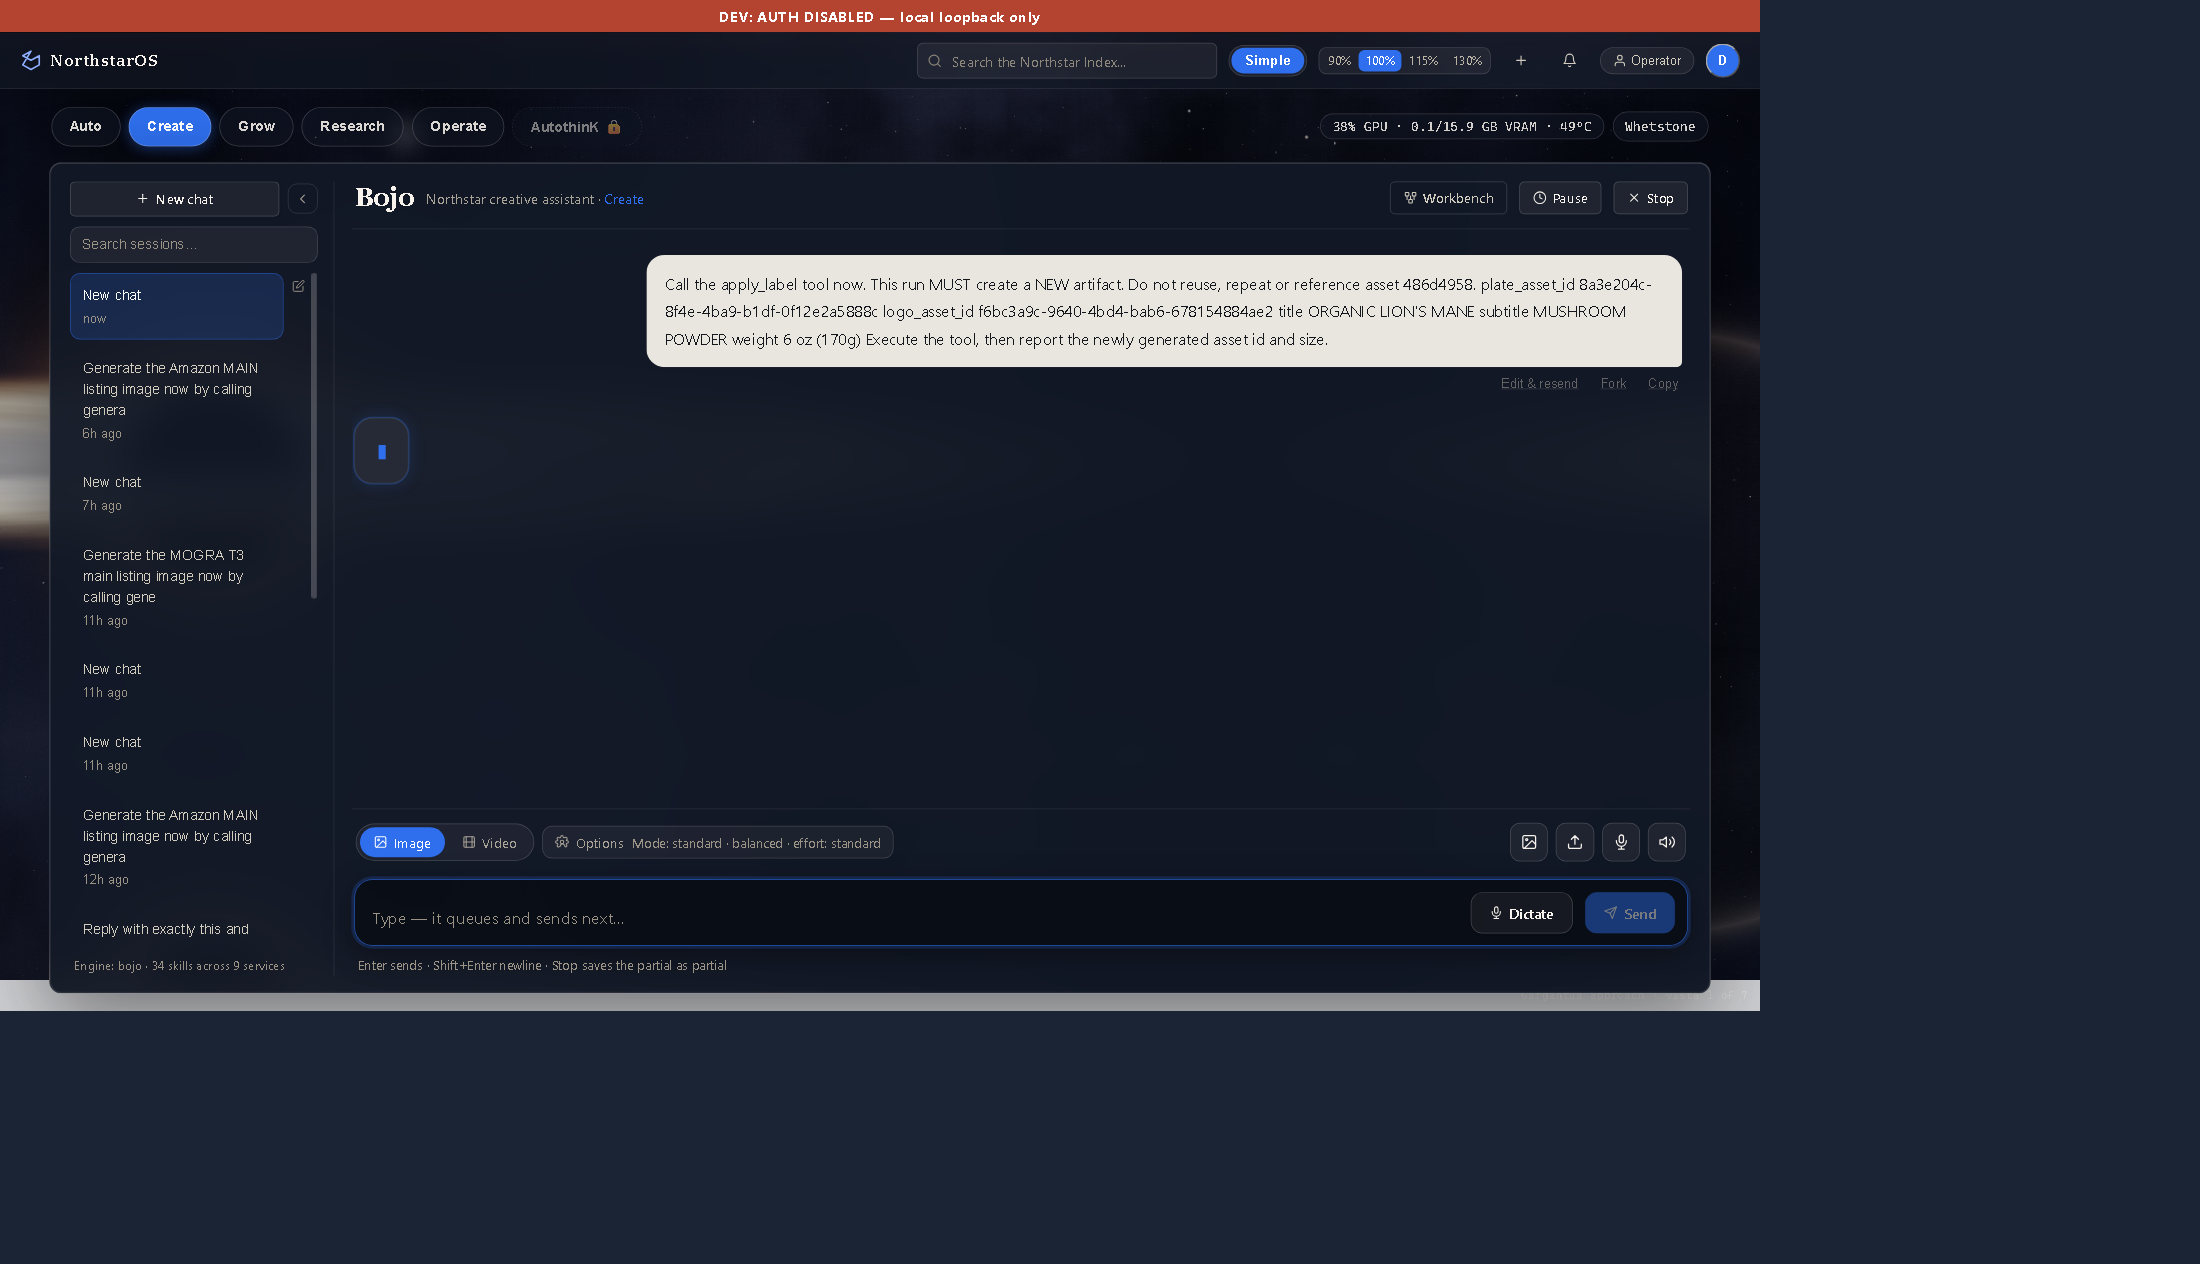 DEV: AUTH DISABLED — local loopback only
NorthstarOS
Search the Northstar Index...
Simple
90% 100% 115% 130%
Operator
D
Auto
Create
Grow
Research
Operate
AutothinK
38% GPU · 0.1/15.9 GB VRAM · 49°C
Whetstone
+ New chat
Search sessions…
New chat
now
Generate the Amazon MAIN
listing image now by calling
genera
6h ago
New chat
7h ago
Generate the MOGRA T3
main listing image now by
calling gene
11h ago
New chat
11h ago
New chat
11h ago
Generate the Amazon MAIN
listing image now by calling
genera
12h ago
Reply with exactly this and
Engine: bojo · 34 skills across 9 services
Bojo
Northstar creative assistant · Create
Workbench
Pause
Stop
Call the apply_label tool now. This run MUST create a NEW artifact. Do not reuse, repeat or reference asset 486d4958. plate_asset_id 8a3e204c-
8f4e-4ba9-b1df-0f12e2a5888c logo_asset_id f6bc3a9c-9640-4bd4-bab6-678154884ae2 title ORGANIC LION'S MANE subtitle MUSHROOM
POWDER weight 6 oz (170g) Execute the tool, then report the newly generated asset id and size.
Edit & resend
Fork
Copy
Image
Video
Options Mode: standard · balanced · effort: standard
Type — it queues and sends next…
Dictate
Send
Enter sends · Shift+Enter newline · Stop saves the partial as partial